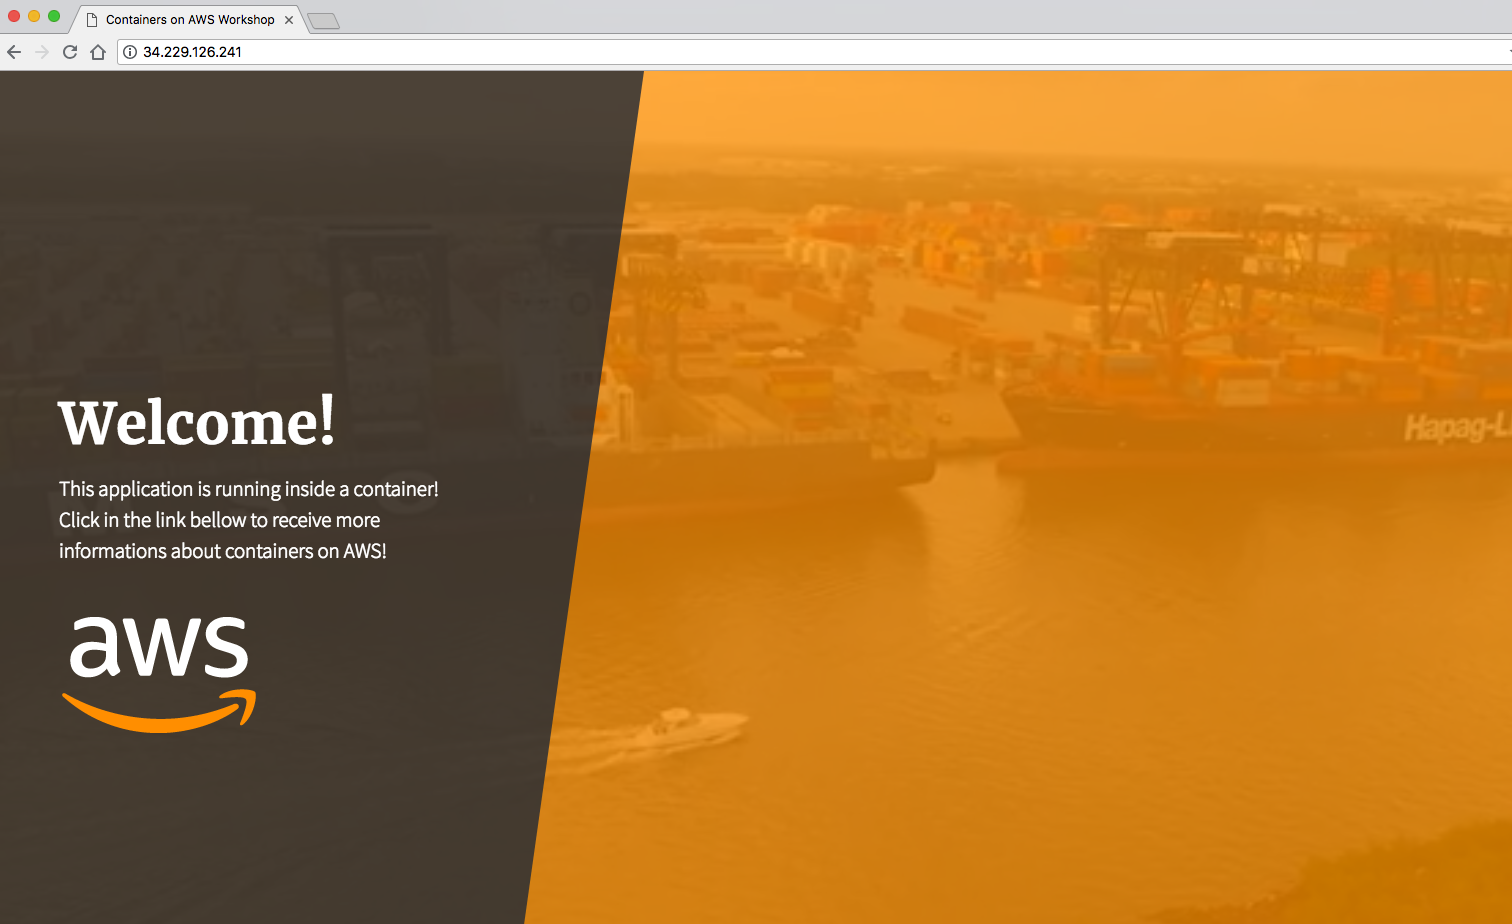 Containers on AWS Workshop
34.229.126.241
Welcome!
This application is running inside a container!
Click in the link bellow to receive more
informations about containers on AWS!
aws
Hapag-L